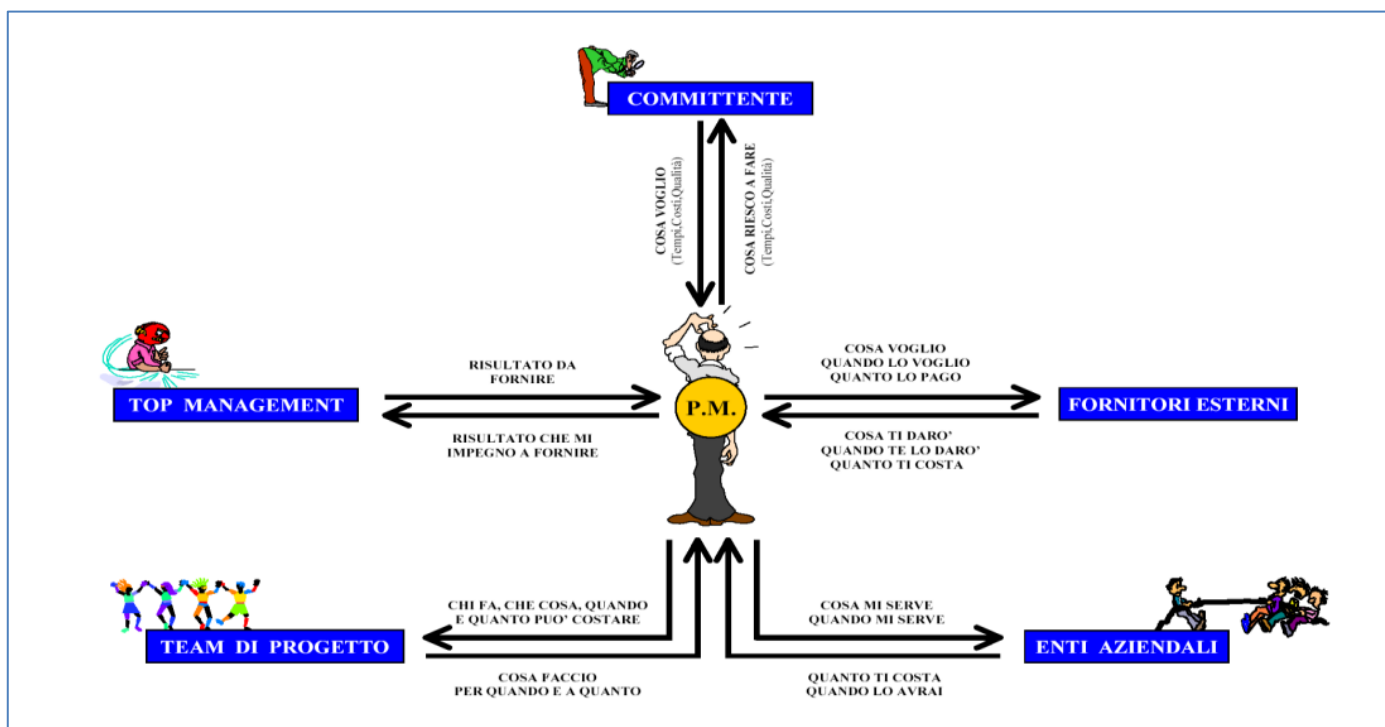 COMMITTENTE
COSA VOGLIO
(Tempi,Costi,Qualità)
COSA RIESCO A FARE
(Tempi,Costi,Qualità)
RISULTATO DA
FORNIRE
TOP MANAGEMENT
RISULTATO CHE MI
IMPEGNO A FORNIRE
P.M.
COSA VOGLIO
QUANDO LO VOGLIO
QUANTO LO PAGO
FORNITORI ESTERNI
COSA TI DARO'
QUANDO TE LO DARO'
QUANTO TI COSTA
CHI FA, CHE COSA, QUANDO
E QUANTO PUO' COSTARE
TEAM DI PROGETTO
COSA FACCIO
PER QUANDO E A QUANTO
COSA MI SERVE
QUANDO MI SERVE
ENTI AZIENDALI
QUANTO TI COSTA
QUANDO LO AVRAI